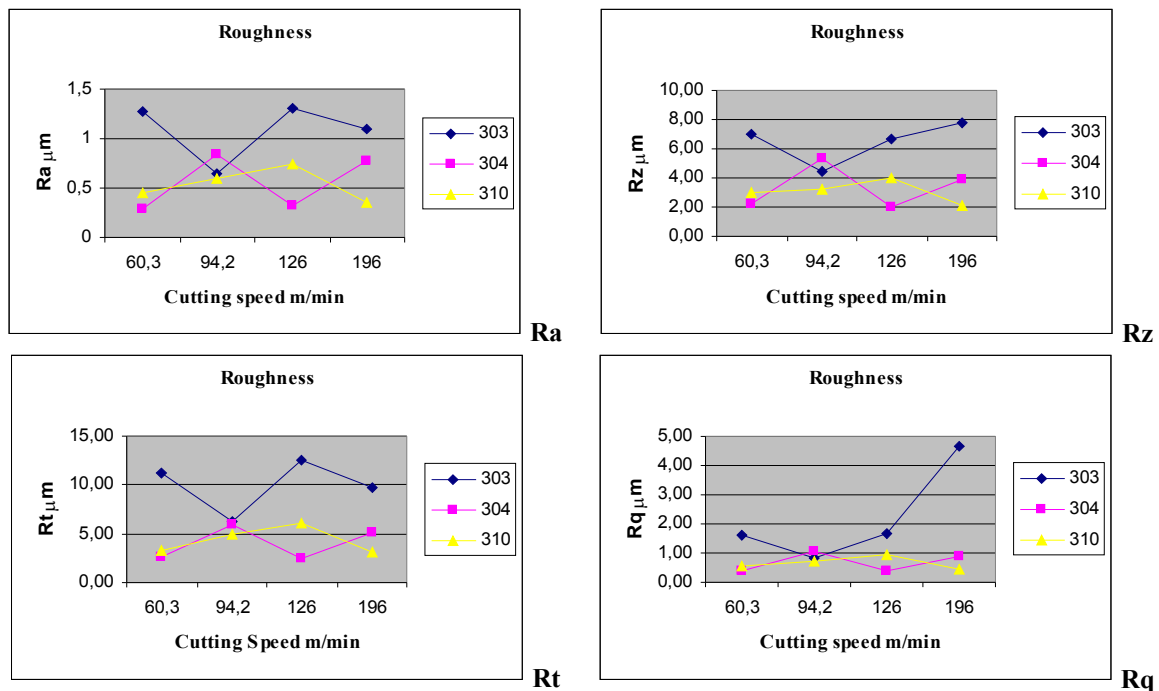 Roughness
Ra μm
1,5
1
0,5
0
60,3 94,2 126 196
Cutting speed m/min
303
304
310
Ra
Roughness
Rz μm
10,00
8,00
6,00
4,00
2,00
0,00
60,3 94,2 126 196
Cutting speed m/min
303
304
310
Rz
Roughness
Rt μm
15,00
10,00
5,00
0,00
60,3 94,2 126 196
Cutting Speed m/min
303
304
310
Rt
Roughness
Rq μm
5,00
4,00
3,00
2,00
1,00
0,00
60,3 94,2 126 196
Cutting speed m/min
303
304
310
Rq